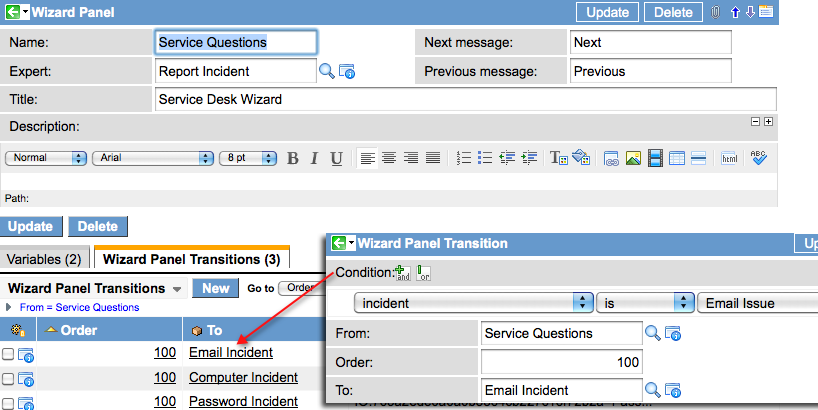 Wizard Panel Update Delete
Name: Service Questions Next message: Next
Expert: Report Incident Previous message: Previous
Title: Service Desk Wizard
Description:
Normal Arial 8 pt B I U T html ABC
Path:
Update Delete
Variables (2) Wizard Panel Transitions (3)
Wizard Panel Transitions New Go to Order
From = Service Questions
Order To
100 Email Incident
100 Computer Incident
100 Password Incident
Wizard Panel Transition Up
Condition: and or
incident is Email Issue
From: Service Questions
Order: 100
To: Email Incident